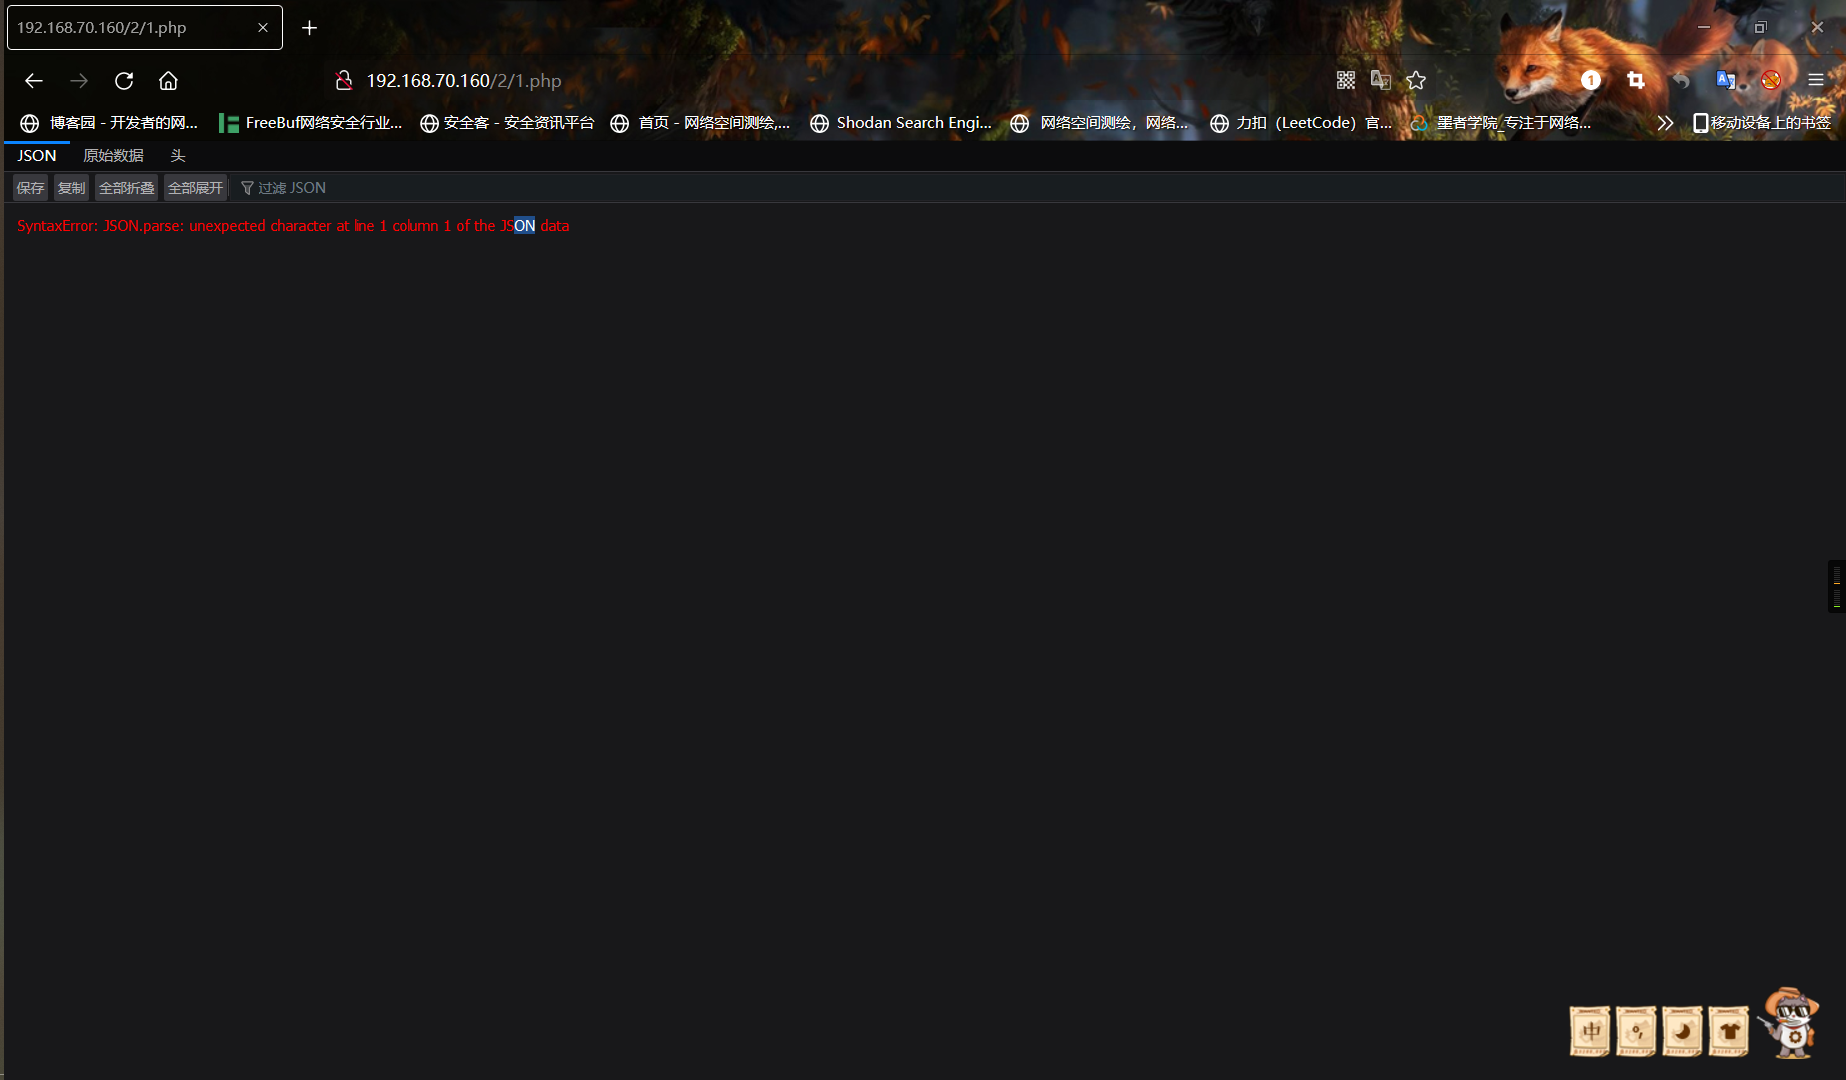 192.168.70.160/2/1.php
192.168.70.160/2/1.php
1
博客园 - 开发者的网... FreeBuf网络安全行业... 安全客 - 安全资讯平台 首页 - 网络空间测绘,... Shodan Search Engi... 网络空间测绘，网络... 力扣（LeetCode）官... 墨者学院_专注于网络... 移动设备上的书签
JSON 原始数据 头
保存 复制 全部折叠 全部展开 过滤 JSON
SyntaxError: JSON.parse: unexpected character at line 1 column 1 of the JSON data
中